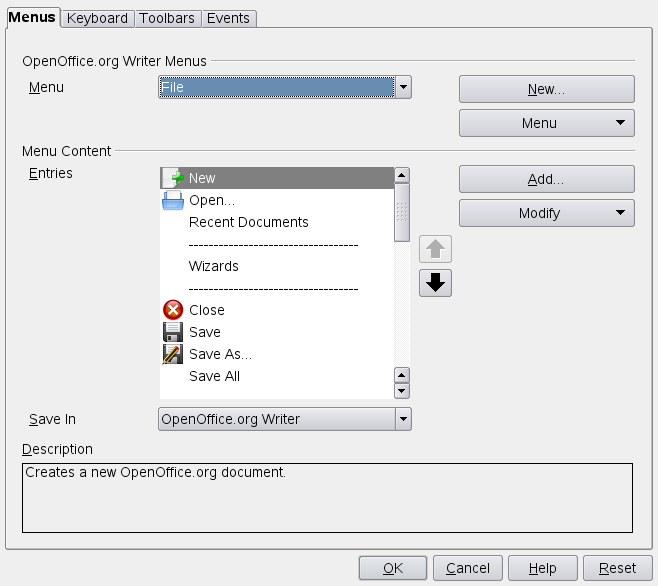 Menus Keyboard Toolbars Events
OpenOffice.org Writer Menus
Menu File New...
Menu
Menu Content
Entries New Add...
Open... Modify
Recent Documents
----------------------------------
Wizards
----------------------------------
Close
Save
Save As...
Save All
Save In OpenOffice.org Writer
Description
Creates a new OpenOffice.org document.
OK Cancel Help Reset